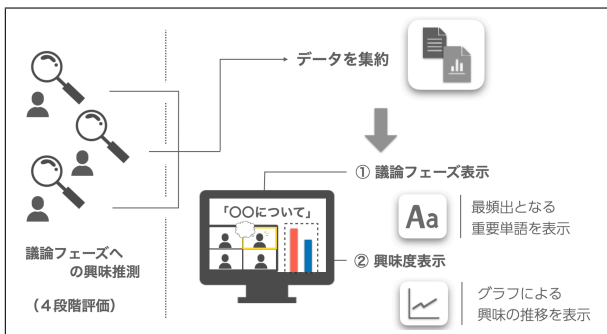 データを集約
① 議論フェーズ表示
Aa
最頻出となる
重要単語を表示
「〇〇について」
② 興味度表示
グラフによる
興味の推移を表示
議論フェーズへ
の興味推測
(4段階評価)